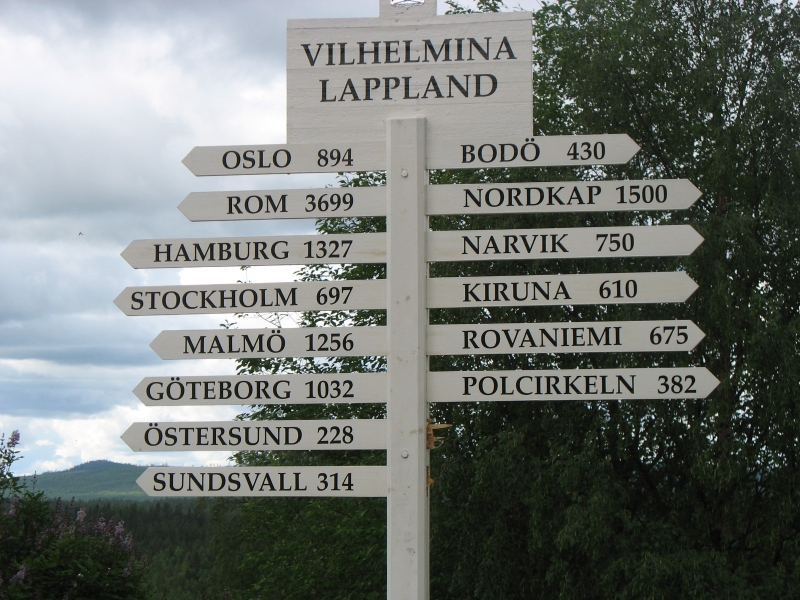 VILHELMINA
LAPPLAND
OSLO 894
ROM 3699
HAMBURG 1327
STOCKHOLM 697
MALMÖ 1256
GÖTEBORG 1032
ÖSTERSUND 228
SUNDSVALL 314
BODÖ 430
NORDKAP 1500
NARVIK 750
KIRUNA 610
ROVANIEMI 675
POLCIRKELN 382